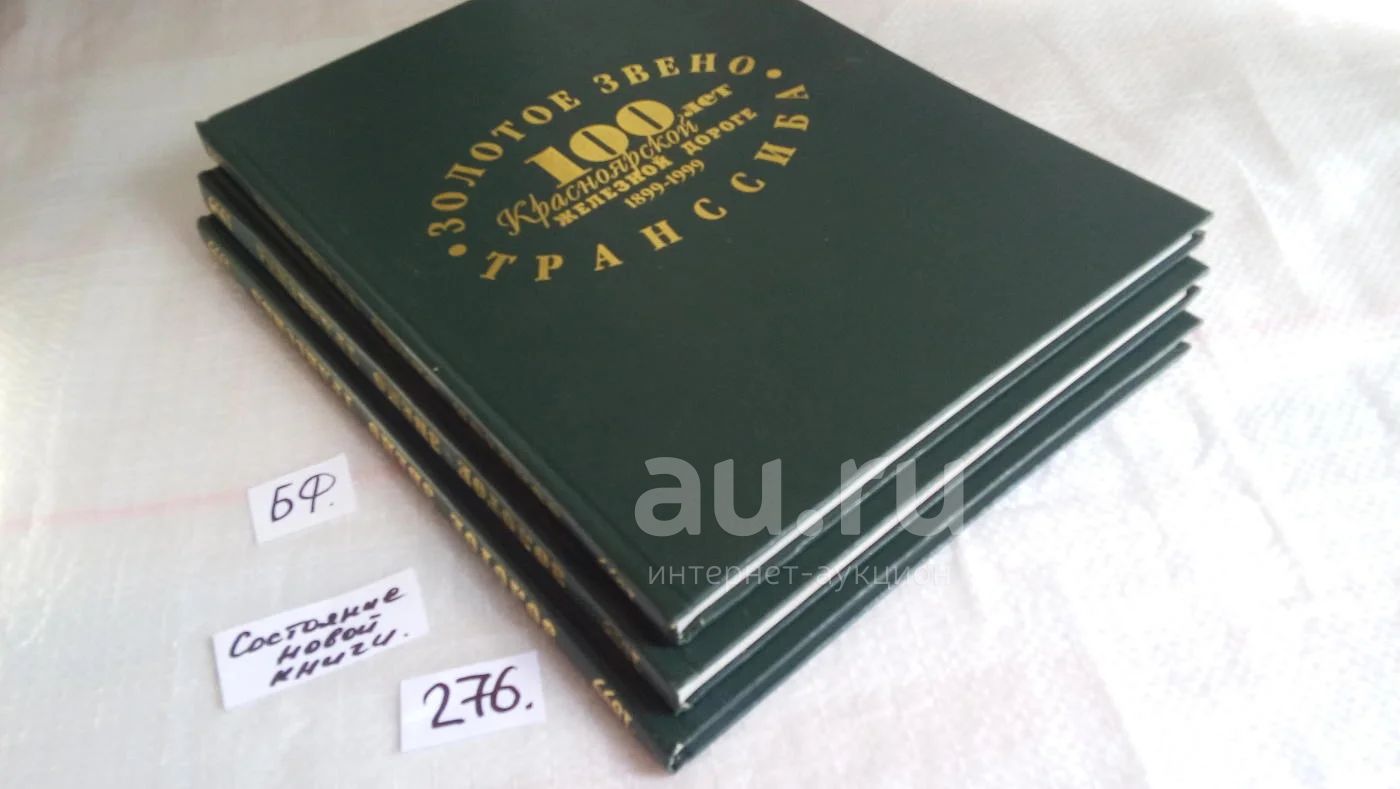 • ЗОЛОТОЕ ЗВЕНО •
100 лет
Красноярской
ЖЕЛЕЗНОЙ ДОРОГЕ
1899-1999
ТРАНССИБА
БФ.
Состояние
новой
книги.
276.
au.ru
интернет-аукцион